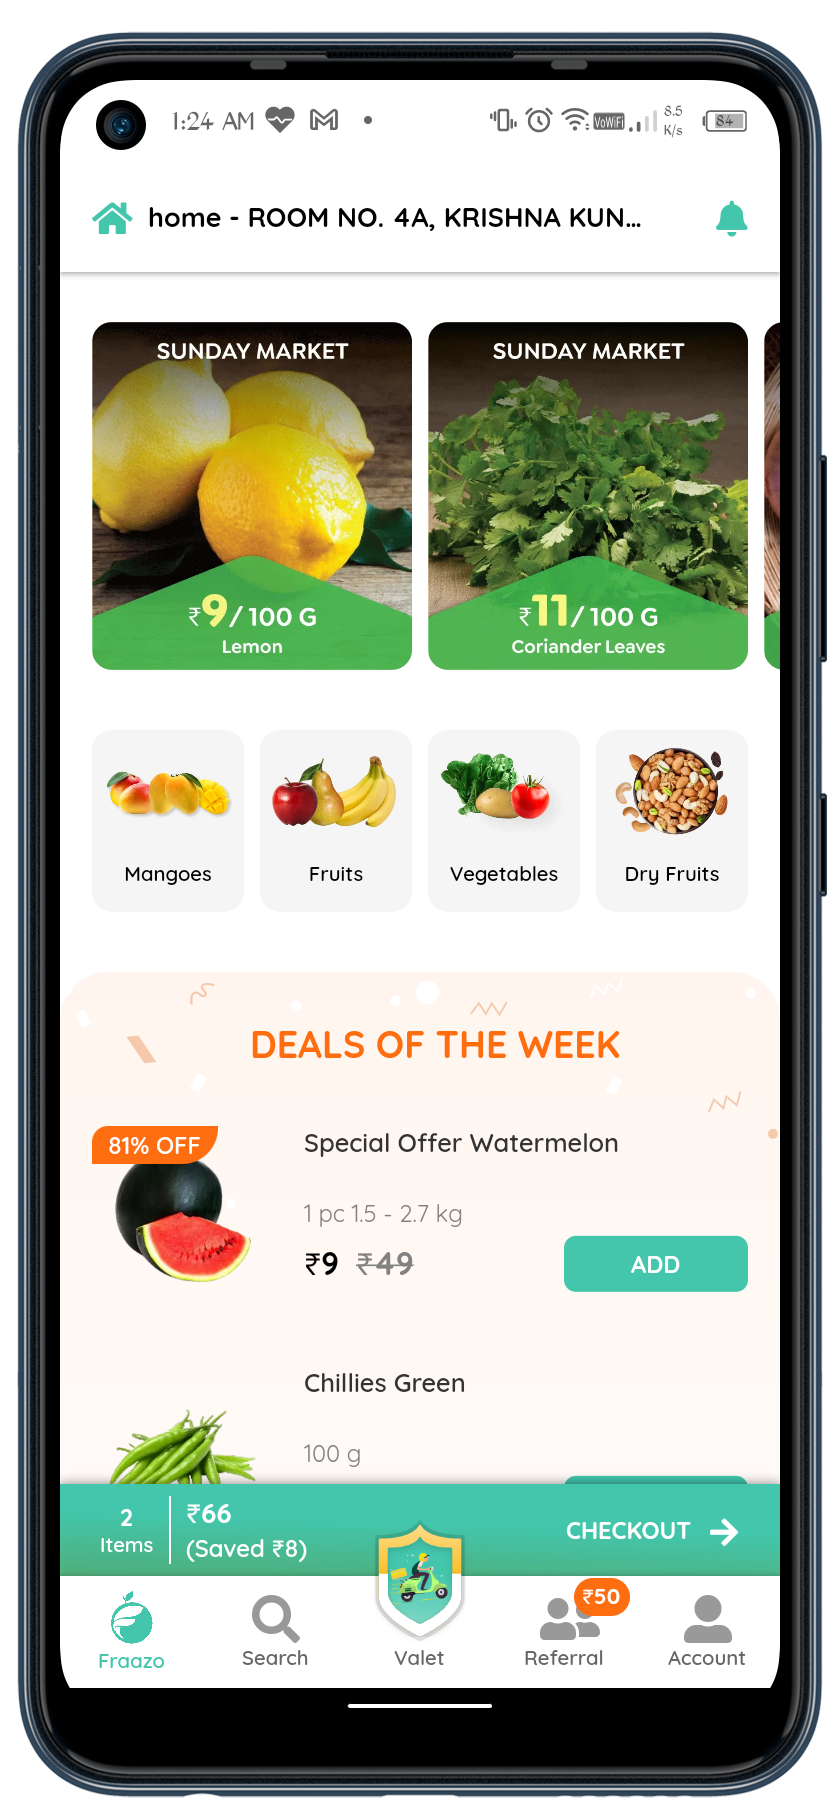 1:24 AM
VoWiFi
8.5
K/s
84
home - ROOM NO. 4A, KRISHNA KUN...
SUNDAY MARKET
₹9/ 100 G
Lemon
SUNDAY MARKET
₹11/ 100 G
Coriander Leaves
Mangoes
Fruits
Vegetables
Dry Fruits
DEALS OF THE WEEK
81% OFF
Special Offer Watermelon
1 pc 1.5 - 2.7 kg
₹9 ₹49
ADD
Chillies Green
100 g
2
Items
₹66
(Saved ₹8)
CHECKOUT
Fraazo
Search
Valet
₹50
Referral
Account